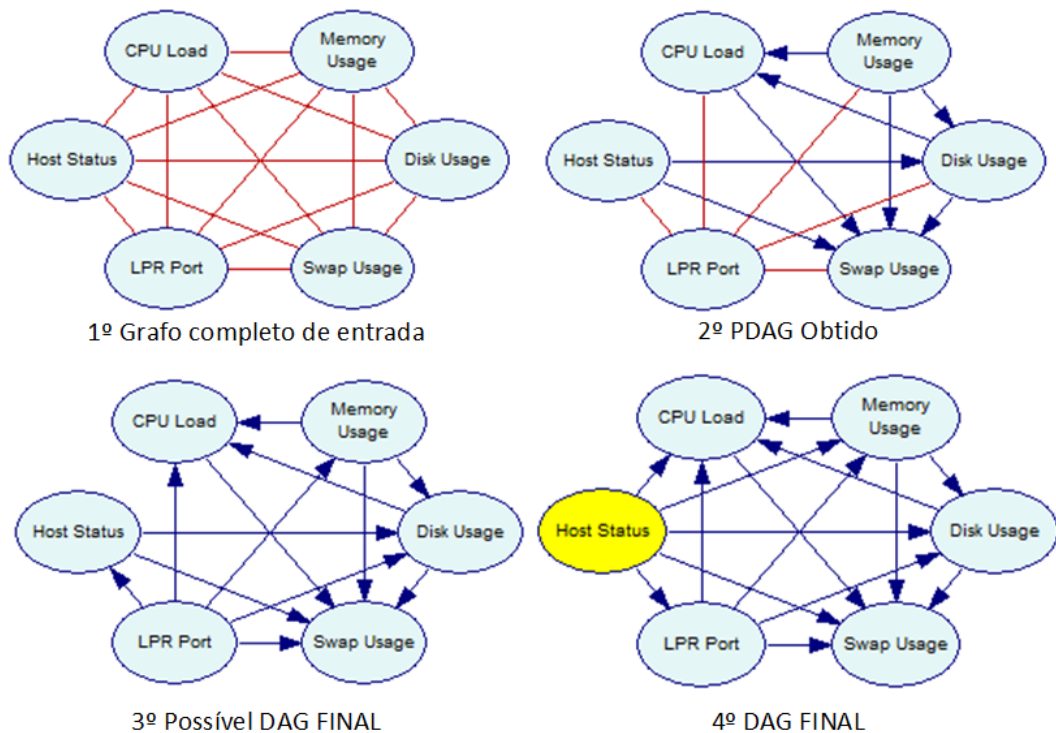 CPU Load
Memory
Usage
Host Status
Disk Usage
LPR Port
Swap Usage
1º Grafo completo de entrada
CPU Load
Memory
Usage
Host Status
Disk Usage
LPR Port
Swap Usage
2º PDAG Obtido
CPU Load
Memory
Usage
Host Status
Disk Usage
LPR Port
Swap Usage
3º Possível DAG FINAL
CPU Load
Memory
Usage
Host Status
Disk Usage
LPR Port
Swap Usage
4º DAG FINAL